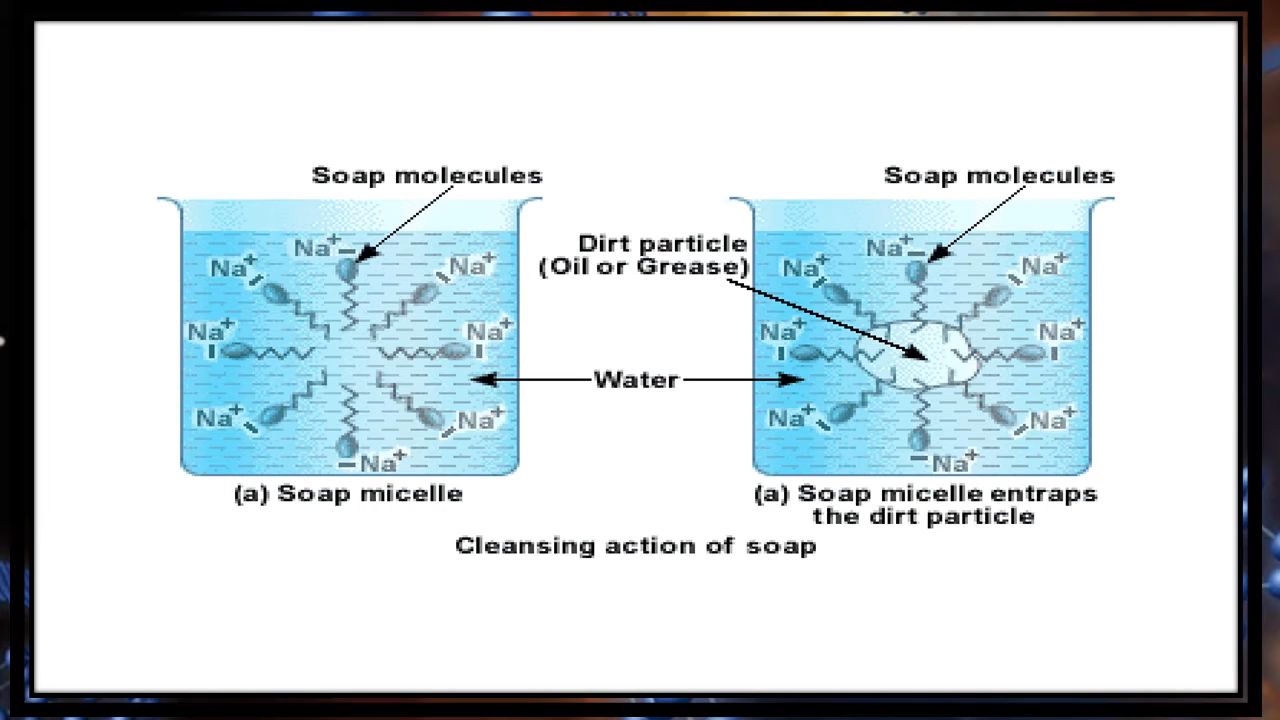 Soap molecules
Soap molecules
Na⁺
Na⁺
Na⁺
Na⁺
Na⁺
Na⁺
Na⁺
Na⁺
Dirt particle
(Oil or Grease)
Water
Na⁺
Na⁺
Na⁺
Na⁺
Na⁺
Na⁺
Na⁺
Na⁺
(a) Soap micelle
(a) Soap micelle entraps
the dirt particle
Cleansing action of soap